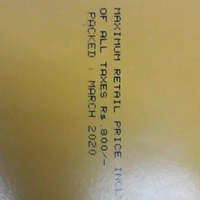 MAXIMUM RETAIL PRICE INCL
OF ALL TAXES Rs.800/-
PACKED : MARCH 2020